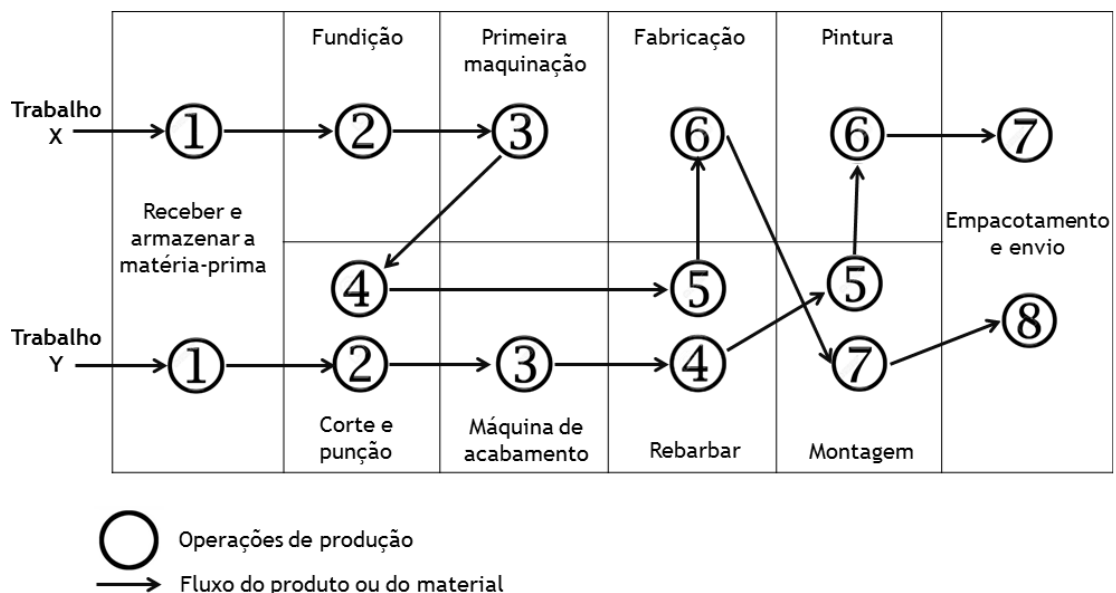 Fundição
Primeira
maquinação
Fabricação
Pintura
Trabalho
X
1
2
3
6
6
7
Receber e
armazenar a
matéria-prima
Empacotamento
e envio
4
5
5
8
Trabalho
Y
1
2
3
4
7
Corte e
punção
Máquina de
acabamento
Rebarbar
Montagem
Operações de produção
Fluxo do produto ou do material